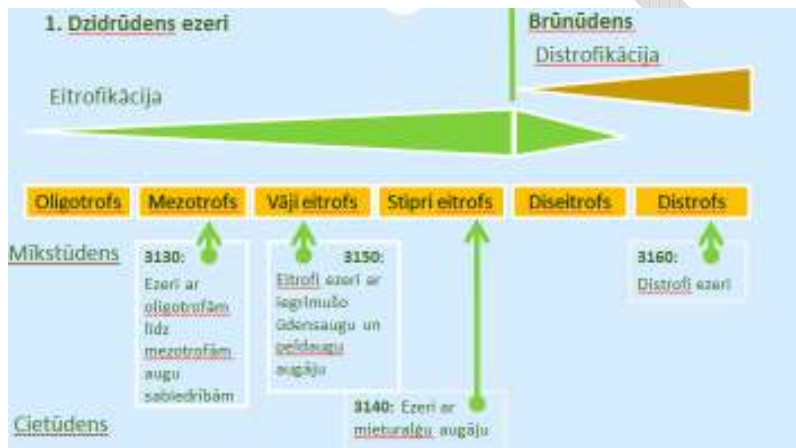 1. Dzidrūdens ezeri
Brūnūdens
Distrofikācija
Eitrofikācija
Oligotrofs
Mezotrofs
Vāji eitrofs
Stipri eitrofs
Diseitrofs
Distrofs
Mīkstūdens
3130:
Ezeri ar
oligotrofām
līdz
mezotrofām
augu
sabiedrībām
3150:
Eitrofi ezeri ar
iegrimušo
ūdensaugu un
peldaugu
augāju
3160:
Distrofi ezeri
3140: Ezeri ar
mieturaļģu augāju
Cietūdens